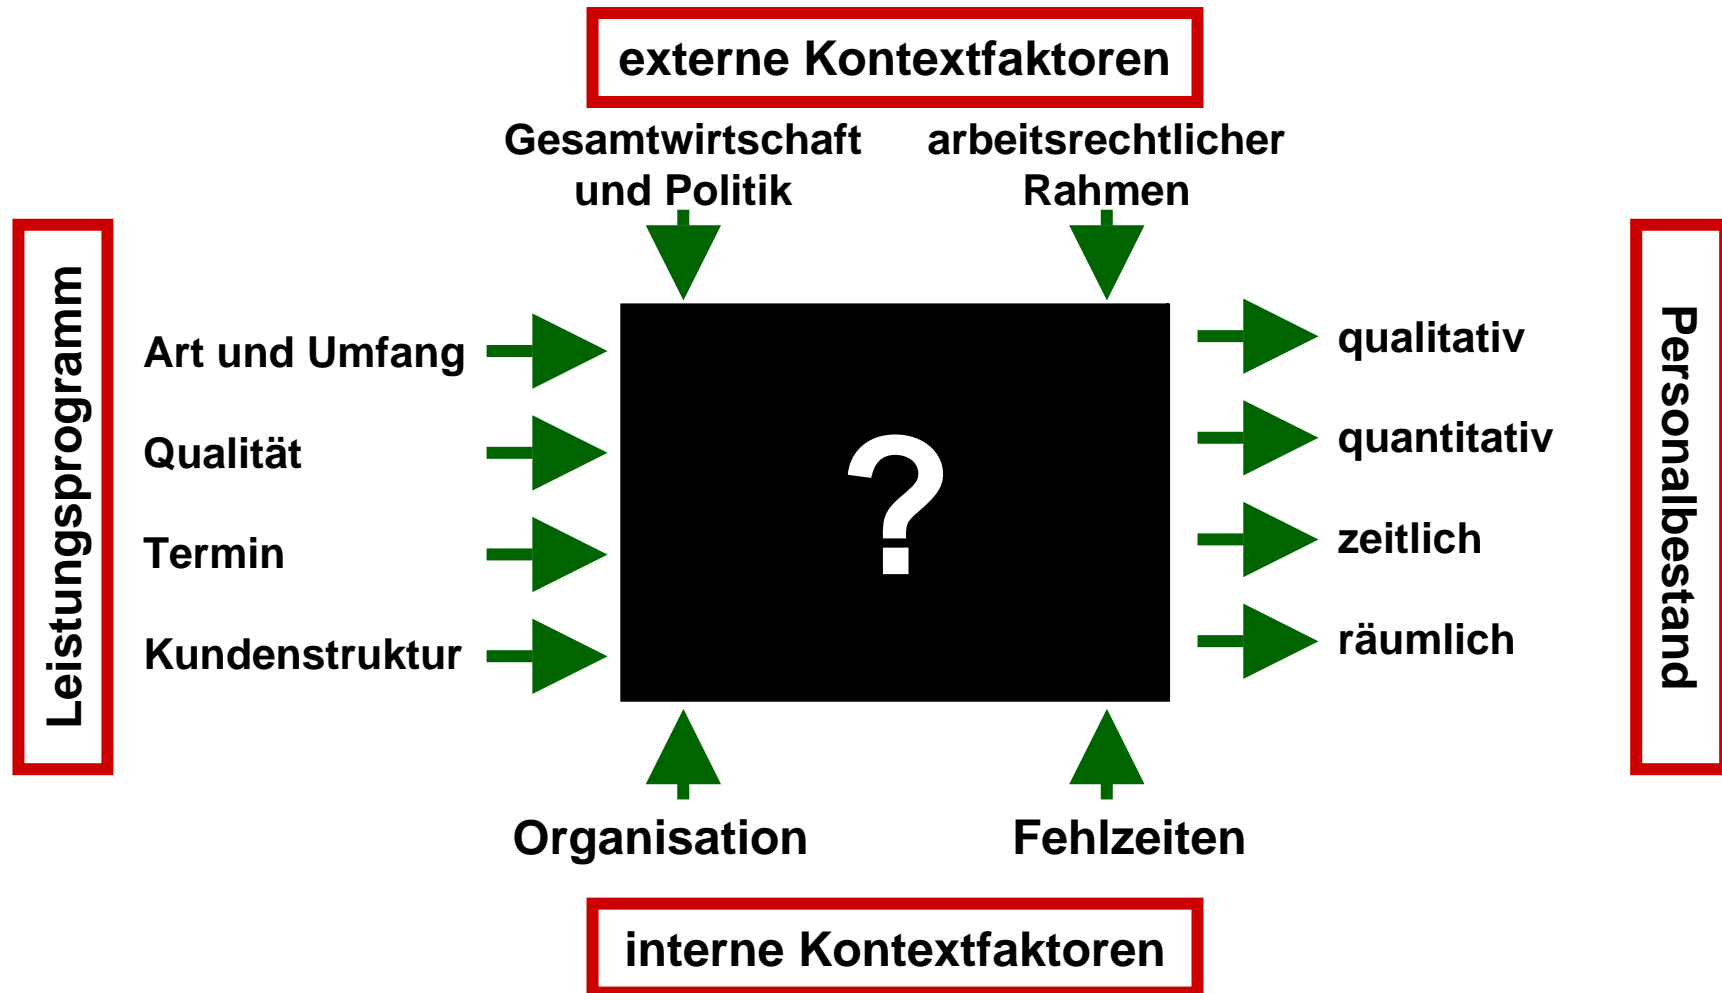 externe Kontextfaktoren
Gesamtwirtschaft
und Politik
arbeitsrechtlicher
Rahmen
Leistungsprogramm
Art und Umfang
Qualität
Termin
Kundenstruktur
?
qualitativ
quantitativ
zeitlich
räumlich
Personalbestand
Organisation
Fehlzeiten
interne Kontextfaktoren